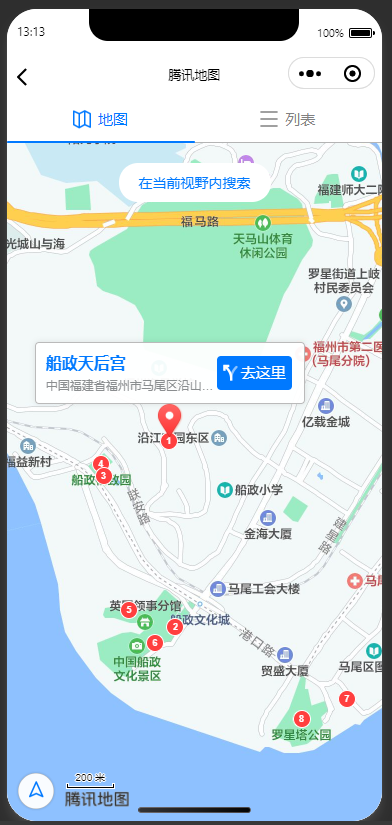 13:13
100%
腾讯地图
地图
列表
在当前视野内搜索
福建师大二附
福马路
光城山与海
天马山体育
休闲公园
罗星街道上岐
村民委员会
福州市第二医
(马尾分院)
船政天后宫
中国福建省福州市马尾区沿山...
去这里
亿载金城
沿江
园东区
1
福益新村
4
3
船政
园
联安路
船政小学
金海大厦
建星路
马尾工会大楼
马尾
英国领事分馆
5
船政文化城
2
6
港口路
中国船政
文化景区
贸盛大厦
马尾区图
7
8
罗星塔公园
200 米
腾讯地图